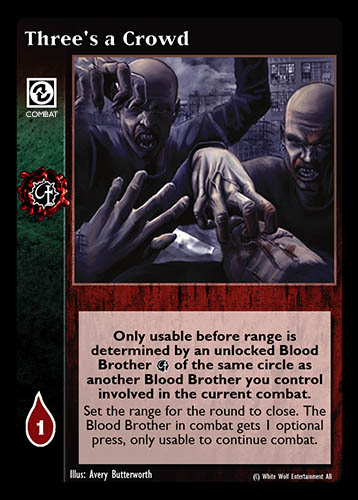 Three's a Crowd
COMBAT
Only usable before range is
determined by an unlocked Blood
Brother of the same circle as
another Blood Brother you control
involved in the current combat.
Set the range for the round to close. The
Blood Brother in combat gets 1 optional
press, only usable to continue combat.
1
Illus: Avery Butterworth
(C) White Wolf Entertainment AB